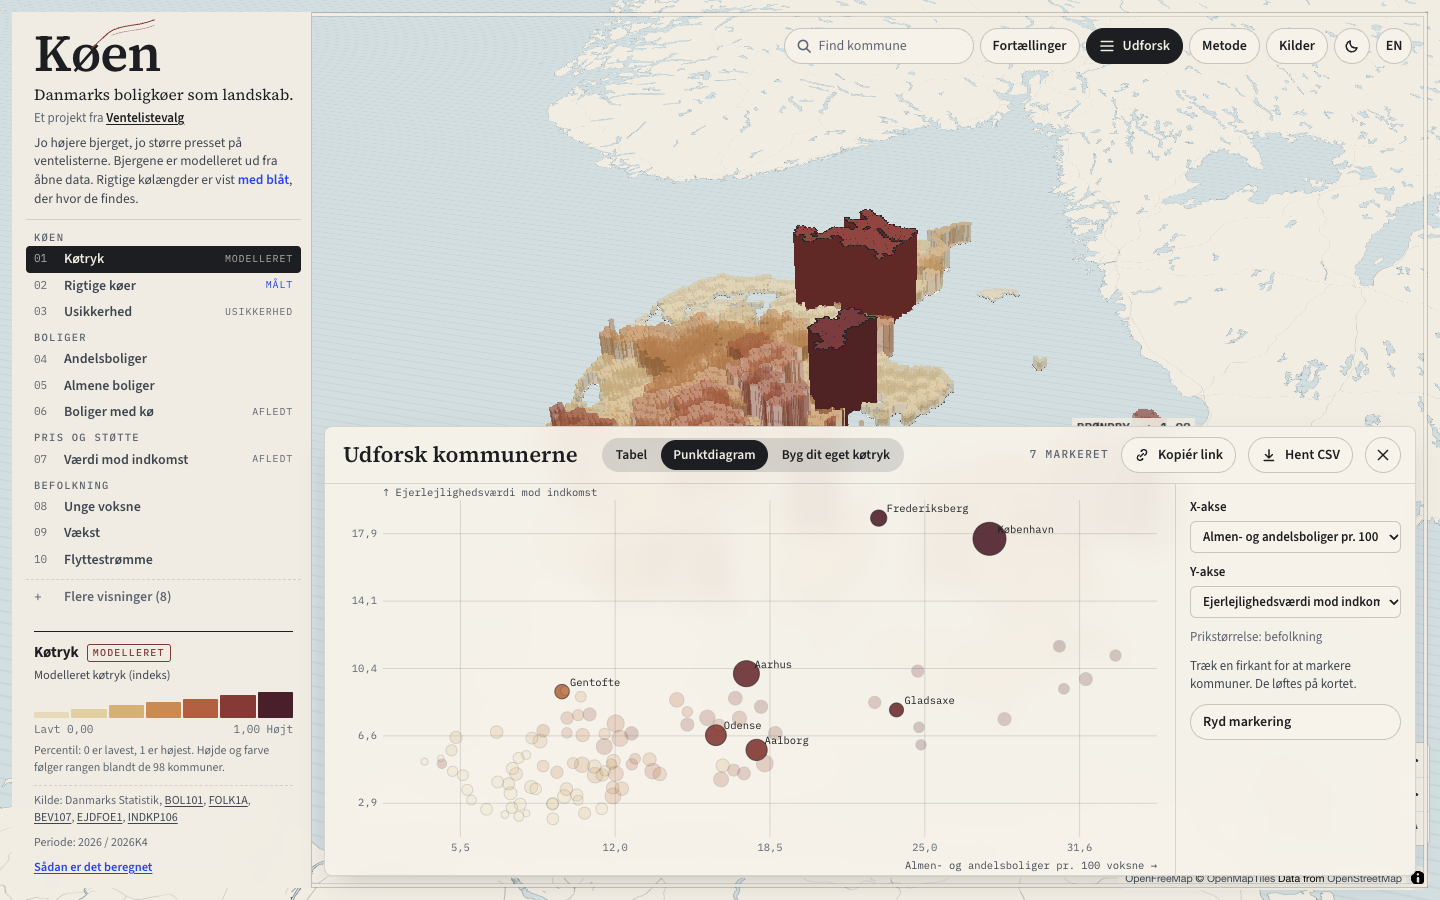 Køen
Danmarks boligkøer som landskab.
Et projekt fra Ventelistevalg
Jo højere bjerget, jo større presset på
ventelisterne. Bjergene er modelleret ud fra
åbne data. Rigtige kølængder er vist med blåt,
der hvor de findes.
KØEN
01 Køtryk MODELLERET
02 Rigtige køer MÅLT
03 Usikkerhed USIKKERHED
BOLIGER
04 Andelsboliger
05 Almene boliger
06 Boliger med kø AFLEDT
PRIS OG STØTTE
07 Værdi mod indkomst AFLEDT
BEFOLKNING
08 Unge voksne
09 Vækst
10 Flyttestrømme
+ Flere visninger (8)
Køtryk MODELLERET
Modelleret køtryk (indeks)
Lavt 0,00 1,00 Højt
Percentil: 0 er lavest, 1 er højest. Højde og farve
følger rangen blandt de 98 kommuner.
Kilde: Danmarks Statistik, BOL101, FOLK1A,
BEV107, EJDFOE1, INDKP106
Periode: 2026 / 2026K4
Sådan er det beregnet
Find kommune
Fortællinger
Udforsk
Metode
Kilder
EN
Udforsk kommunerne
Tabel
Punktdiagram
Byg dit eget køtryk
7 MARKERET
Kopiér link
Hent CSV
↑ Ejerlejlighedsværdi mod indkomst
17,9
14,1
10,4
6,6
2,9
Frederiksberg
København
Aarhus
Gentofte
Gladsaxe
Odense
Aalborg
5,5 12,0 18,5 25,0 31,6
Almen- og andelsboliger pr. 100 voksne →
X-akse
Almen- og andelsboliger pr. 100
Y-akse
Ejerlejlighedsværdi mod indkom
Prikstørrelse: befolkning
Træk en firkant for at markere
kommuner. De løftes på kortet.
Ryd markering
OpenFreeMap © OpenMapTiles Data from OpenStreetMap